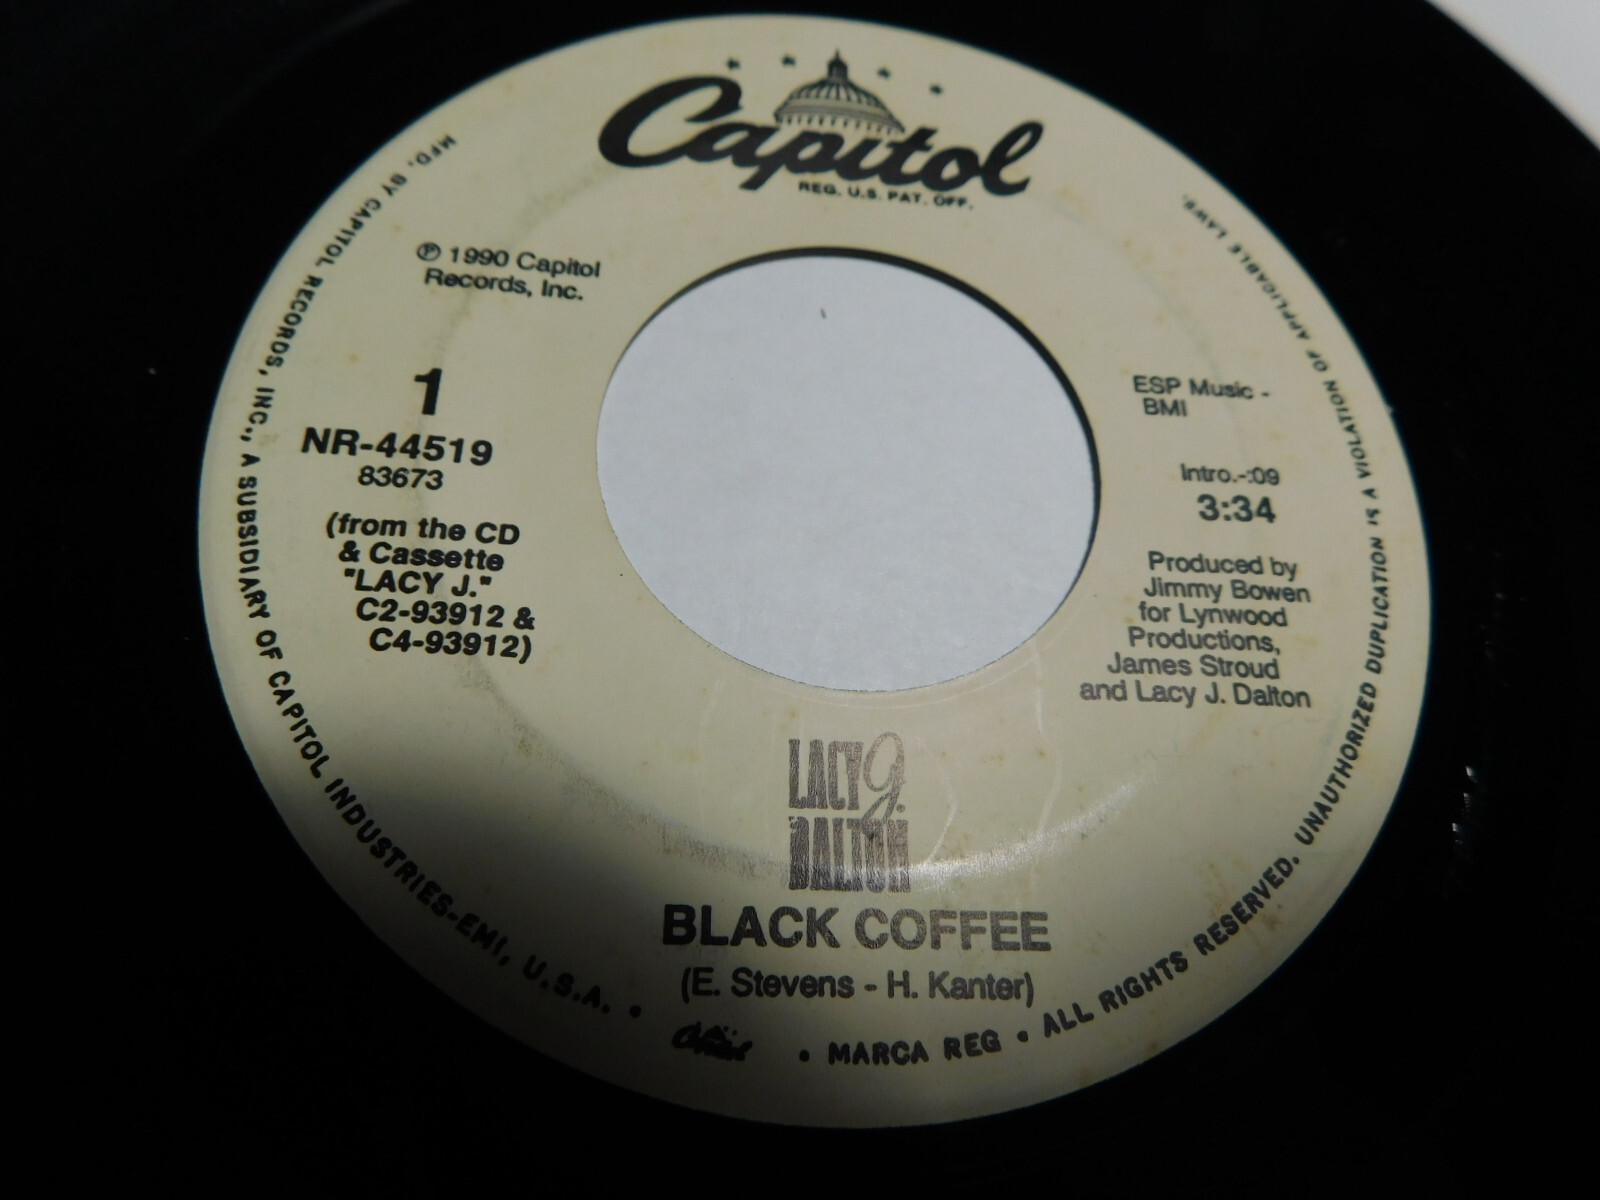 Capitol
REG. U.S. PAT. OFF.
℗ 1990 Capitol
Records, Inc.
1
NR-44519
83673
(from the CD
& Cassette
"LACY J."
C2-93912 &
C4-93912)
ESP Music -
BMI
Intro.-:09
3:34
Produced by
Jimmy Bowen
for Lynwood
Productions,
James Stroud
and Lacy J. Dalton
LACY J.
DALTON
BLACK COFFEE
(E. Stevens - H. Kanter)
MFD. BY CAPITOL RECORDS, INC., A SUBSIDIARY OF CAPITOL INDUSTRIES-EMI, U.S.A. • Capitol • MARCA REG • ALL RIGHTS RESERVED. UNAUTHORIZED DUPLICATION IS A VIOLATION OF APPLICABLE LAWS.